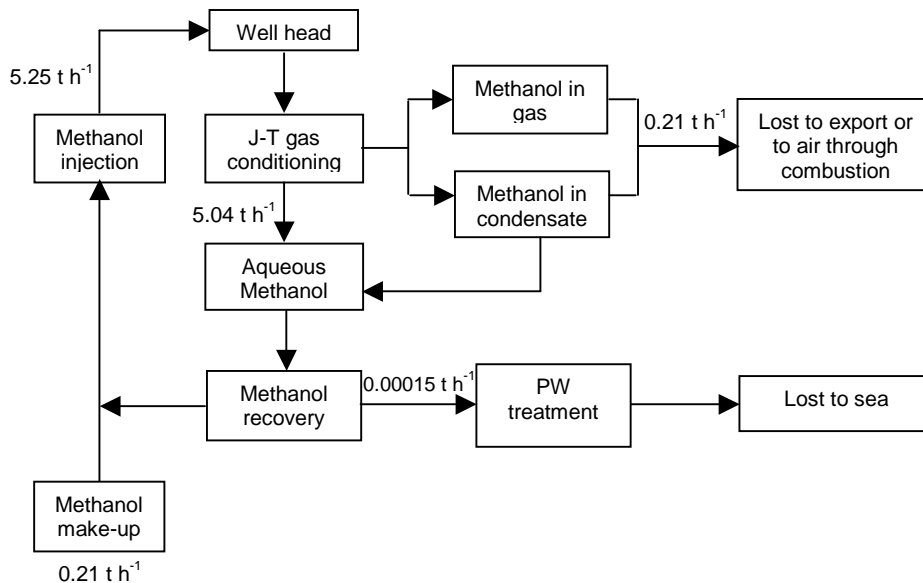 Well head
5.25 t h⁻¹
Methanol
injection
J-T gas
conditioning
Methanol in
gas
0.21 t h⁻¹
Lost to export or
to air through
combustion
Methanol in
condensate
5.04 t h⁻¹
Aqueous
Methanol
Methanol
recovery
0.00015 t h⁻¹
PW
treatment
Lost to sea
Methanol
make-up
0.21 t h⁻¹